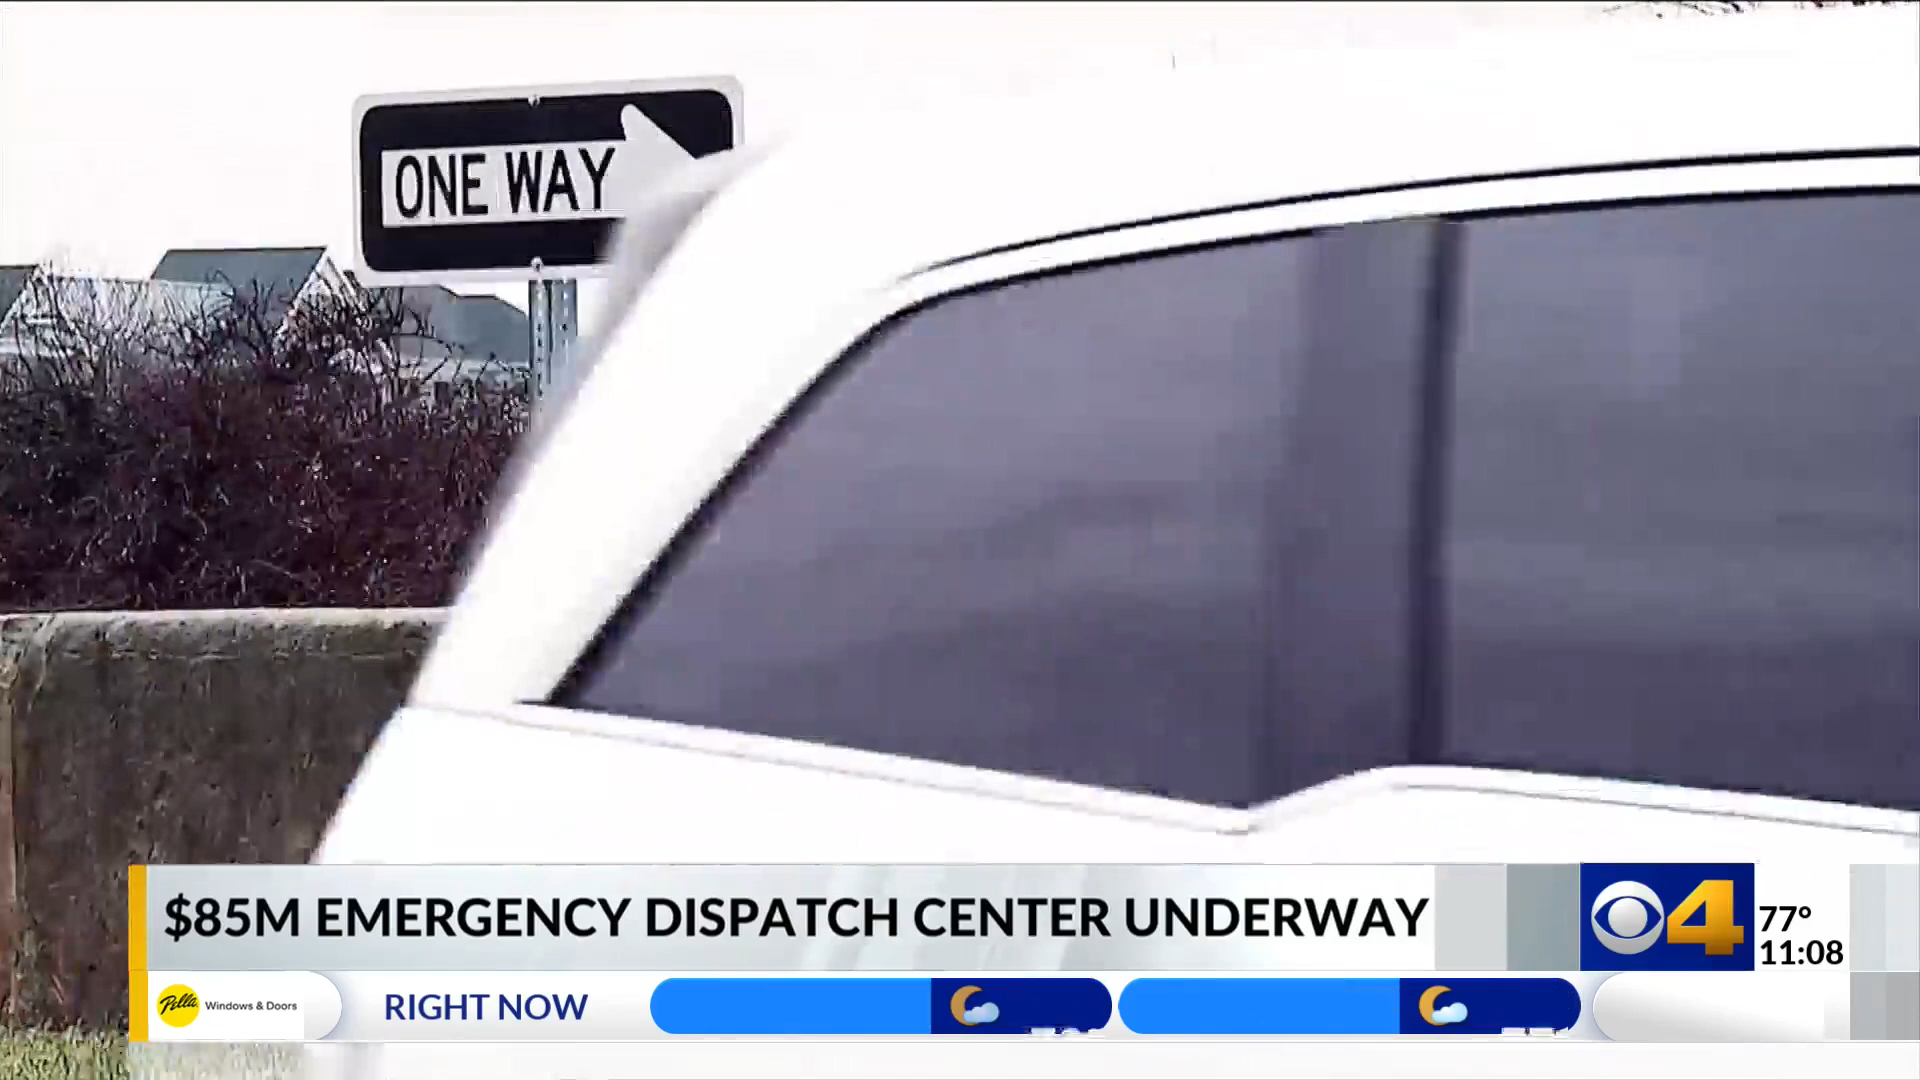 ONE WAY
$85M EMERGENCY DISPATCH CENTER UNDERWAY
4
77°
11:08
Pella
Windows & Doors
RIGHT NOW